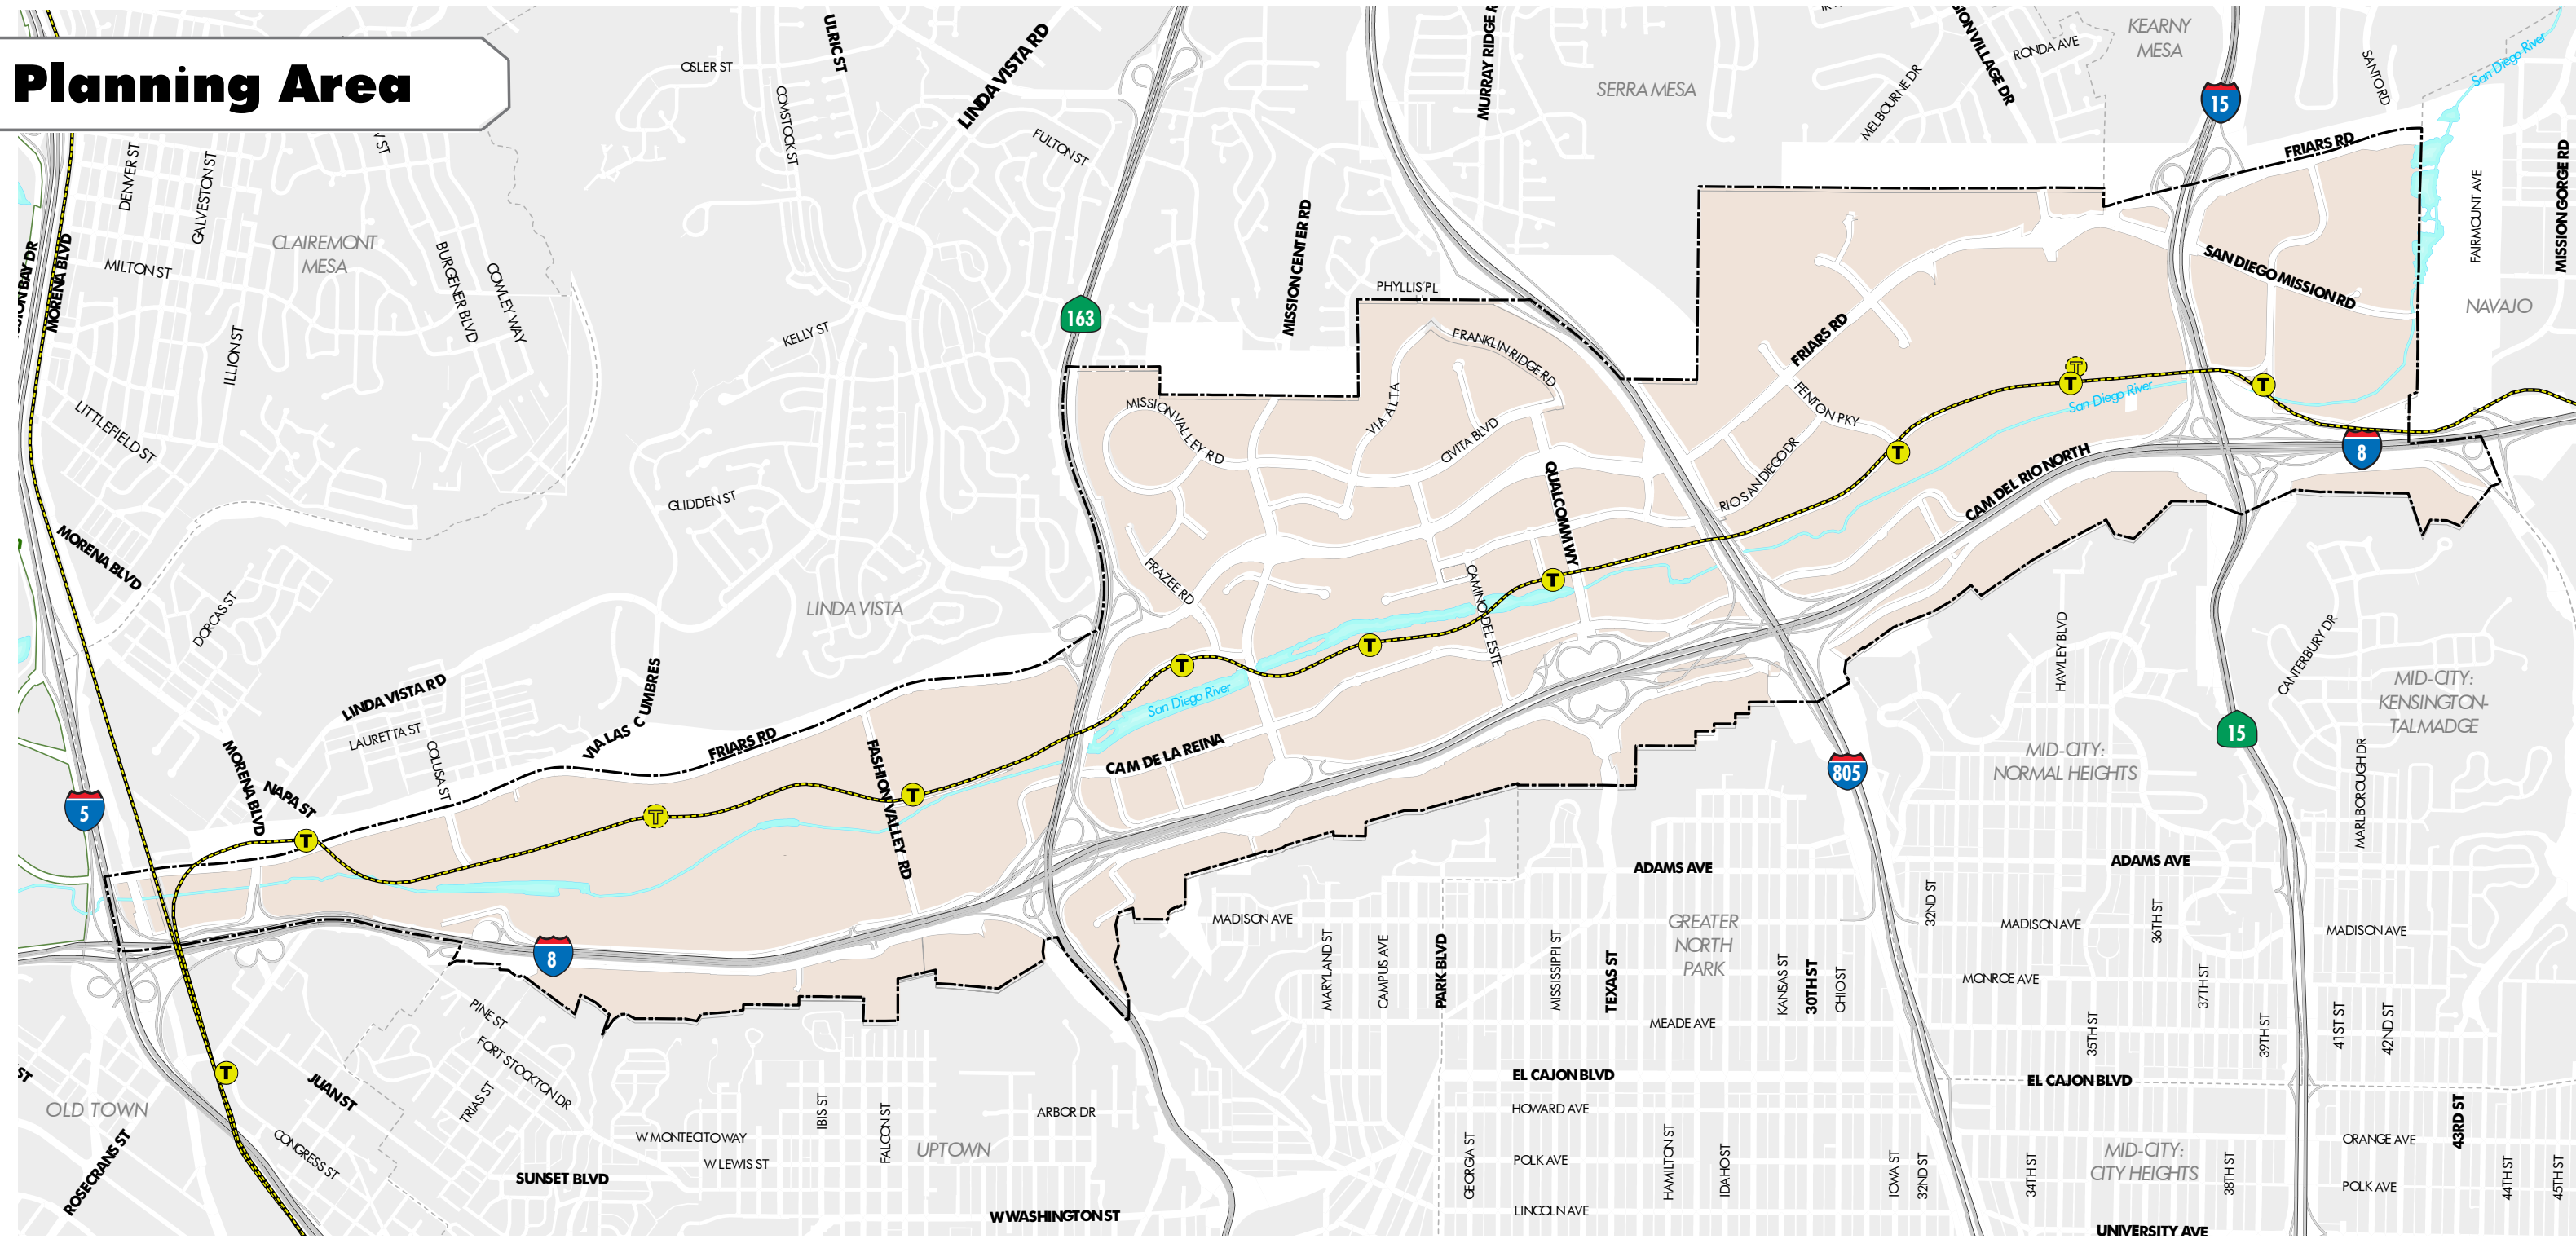 Planning Area
OSLER ST
ULRIC ST
COMSTOCK ST
LINDA VISTA RD
FULTON ST
MURRAY RIDGE R
SERRA MESA
MELBOURNE DR
RONDA AVE
KEARNY
MESA
15
SANTO RD
San Diego River
FRIARS RD
FAIRMOUNT AVE
MISSION GORGE RD
NAVAJO
DENVER ST
GALVESTON ST
CLAIREMONT
MESA
MILTON ST
MORENA BLVD
ION BAY DR
ILLION ST
BURGENER BLVD
COWLEY WAY
LITTLEFIELD ST
KELLY ST
GLIDDEN ST
163
MISSION CENTER RD
PHYLLIS PL
FRANKLIN RIDGE RD
VIA ALTA
CIVITA BLVD
MISSION VALLEY RD
FRIARS RD
FENTON PKY
RIO SAN DIEGO DR
SAN DIEGO MISSION RD
T
T
T
T
San Diego River
CAM DEL RIO NORTH
8
QUALCOMM WY
CAMINO DEL ESTE
FRAZEE RD
T
T
T
San Diego River
CAM DE LA REINA
MORENA BLVD
DORCAS ST
LINDA VISTA
LINDA VISTA RD
LAURETTA ST
COLUSA ST
VIA LAS CUMBRES
FRIARS RD
FASHION VALLEY RD
T
T
T
MORENA BLVD
NAPA ST
5
8
805
15
HAWLEY BLVD
CANTERBURY DR
MID-CITY:
KENSINGTON-
TALMADGE
MID-CITY:
NORMAL HEIGHTS
MARLBOROUGH DR
ADAMS AVE
ADAMS AVE
MADISON AVE
MADISON AVE
MADISON AVE
GREATER
NORTH
PARK
MARYLAND ST
CAMPUS AVE
PARK BLVD
MISSISSIPPI ST
TEXAS ST
KANSAS ST
30TH ST
OHIO ST
32ND ST
36TH ST
MONROE AVE
37TH ST
MEADE AVE
35TH ST
39TH ST
41ST ST
42ND ST
EL CAJON BLVD
EL CAJON BLVD
HOWARD AVE
GEORGIA ST
POLK AVE
HAMILTON ST
IDAHO ST
IOWA ST
32ND ST
34TH ST
MID-CITY:
CITY HEIGHTS
38TH ST
ORANGE AVE
43RD ST
POLK AVE
44TH ST
45TH ST
LINCOLN AVE
UNIVERSITY AVE
T
PINE ST
FORT STOCKTON DR
TRIAS ST
JUAN ST
OLD TOWN
ROSECRANS ST
CONGRESS ST
W MONTECITO WAY
W LEWIS ST
SUNSET BLVD
IBIS ST
FALCON ST
UPTOWN
ARBOR DR
W WASHINGTON ST